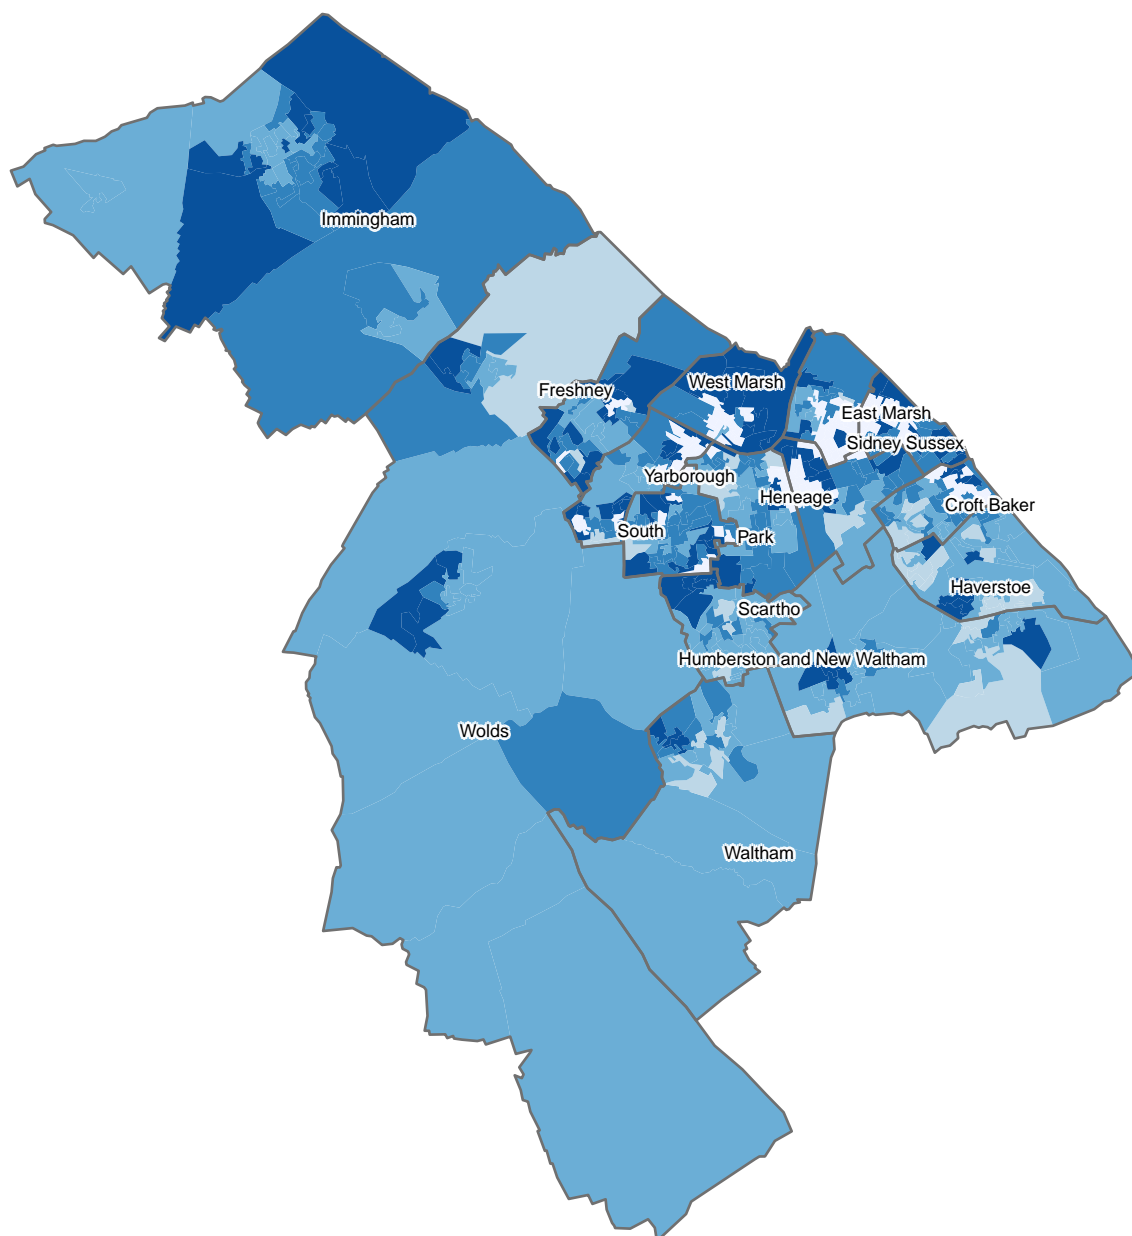 Immingham
West Marsh
Freshney
East Marsh
Sidney Sussex
Yarborough
Heneage
Croft Baker
South
Park
Haverstoe
Scartho
Humberston and New Waltham
Wolds
Waltham